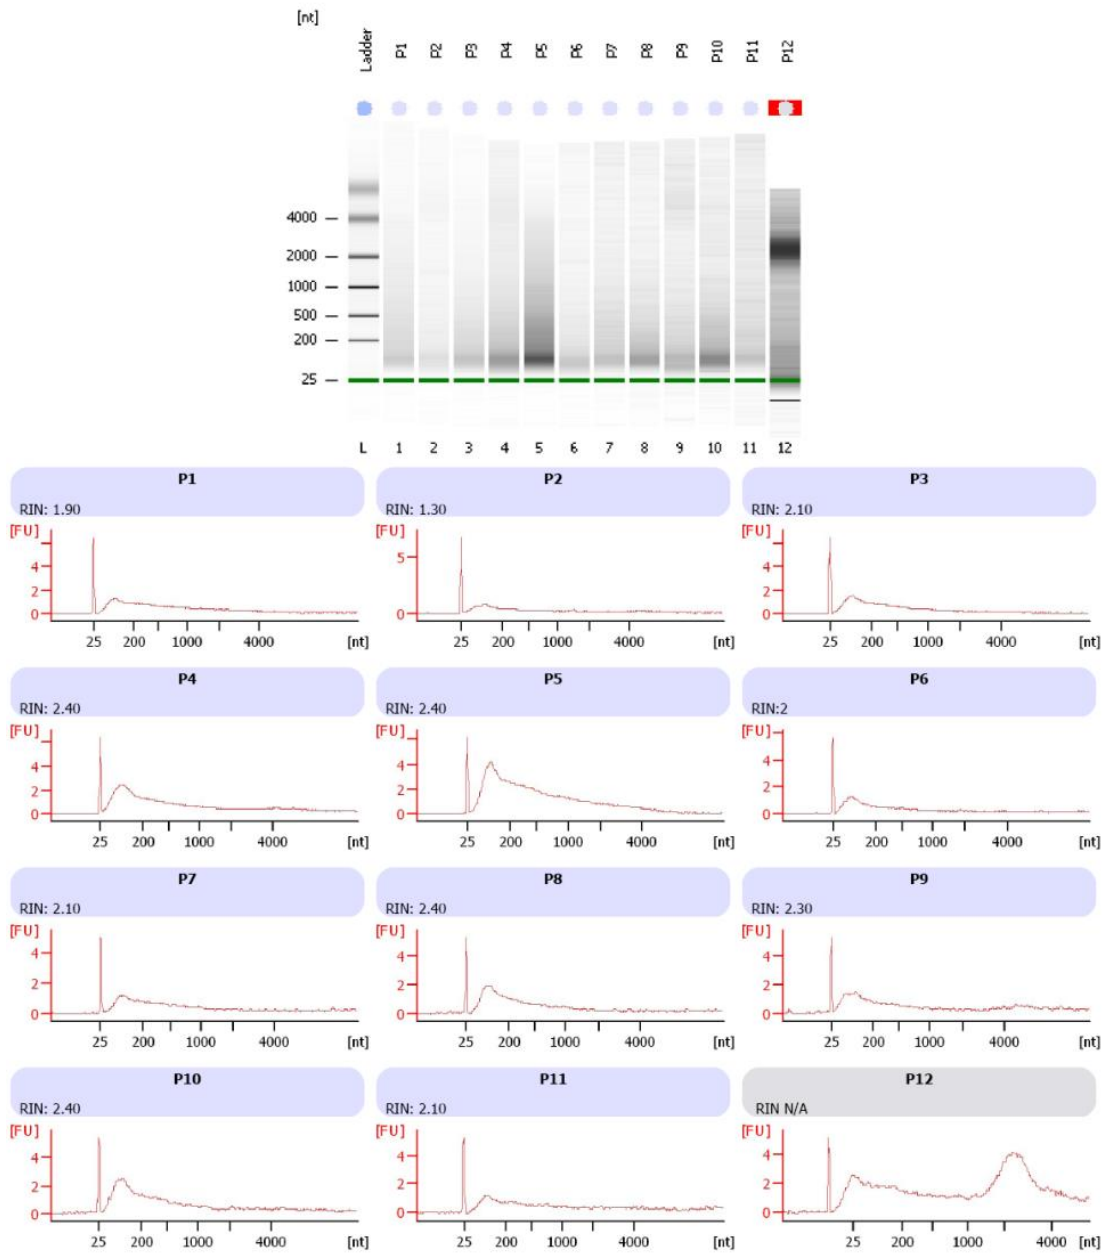 [nt]
Ladder P1 P2 P3 P4 P5 P6 P7 P8 P9 P10 P11 P12
4000
2000
1000
500
200
25
L 1 2 3 4 5 6 7 8 9 10 11 12
P1 P2 P3
RIN: 1.90 RIN: 1.30 RIN: 2.10
[FU] [FU] [FU]
4 5 4
2 2
0 0 0
25 200 1000 4000 [nt] 25 200 1000 4000 [nt] 25 200 1000 4000 [nt]
P4 P5 P6
RIN: 2.40 RIN: 2.40 RIN:2
[FU] [FU] [FU]
4 4 4
2 2 2
0 0 0
25 200 1000 4000 [nt] 25 200 1000 4000 [nt] 25 200 1000 4000 [nt]
P7 P8 P9
RIN: 2.10 RIN: 2.40 RIN: 2.30
[FU] [FU] [FU]
4 4 4
2 2 2
0 0 0
25 200 1000 4000 [nt] 25 200 1000 4000 [nt] 25 200 1000 4000 [nt]
P10 P11 P12
RIN: 2.40 RIN: 2.10 RIN N/A
[FU] [FU] [FU]
4 4 4
2 2 2
0 0 0
25 200 1000 4000 [nt] 25 200 1000 4000 [nt] 25 200 1000 4000 [nt]